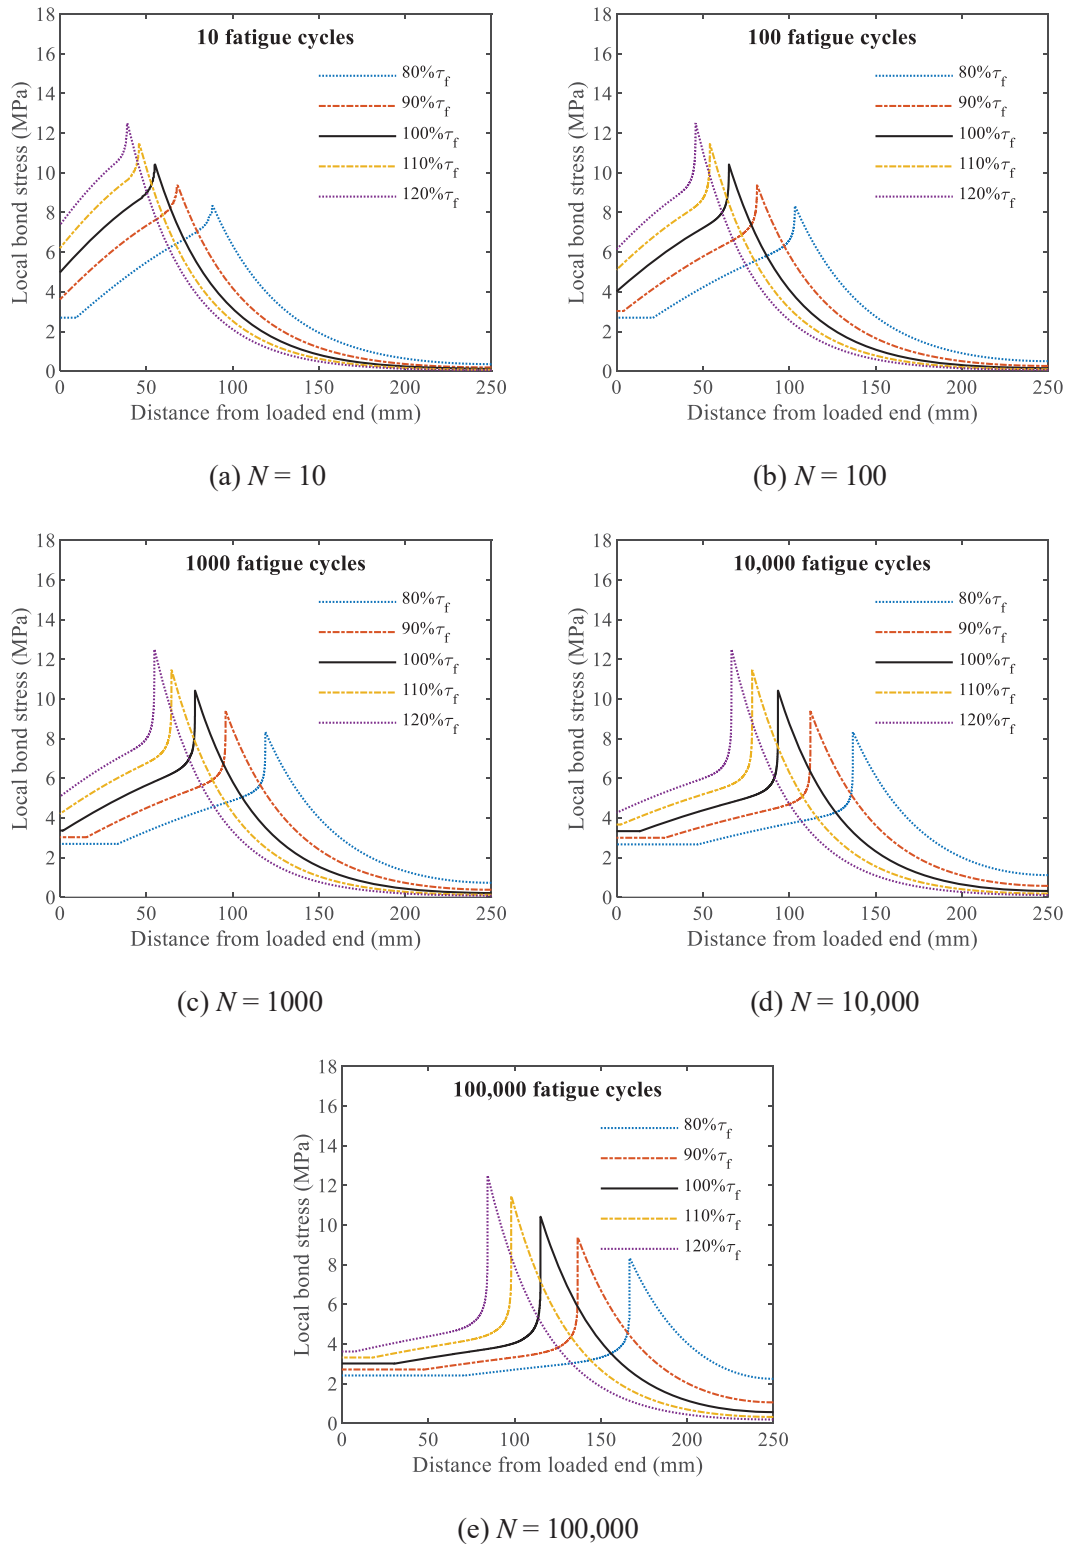 10 fatigue cycles
80%τf
90%τf
100%τf
110%τf
120%τf
Local bond stress (MPa)
18
16
14
12
10
8
6
4
2
0
0 50 100 150 200 250
Distance from loaded end (mm)
(a) N = 10
100 fatigue cycles
80%τf
90%τf
100%τf
110%τf
120%τf
Local bond stress (MPa)
18
16
14
12
10
8
6
4
2
0
0 50 100 150 200 250
Distance from loaded end (mm)
(b) N = 100
1000 fatigue cycles
80%τf
90%τf
100%τf
110%τf
120%τf
Local bond stress (MPa)
18
16
14
12
10
8
6
4
2
0
0 50 100 150 200 250
Distance from loaded end (mm)
(c) N = 1000
10,000 fatigue cycles
80%τf
90%τf
100%τf
110%τf
120%τf
Local bond stress (MPa)
18
16
14
12
10
8
6
4
2
0
0 50 100 150 200 250
Distance from loaded end (mm)
(d) N = 10,000
100,000 fatigue cycles
80%τf
90%τf
100%τf
110%τf
120%τf
Local bond stress (MPa)
18
16
14
12
10
8
6
4
2
0
0 50 100 150 200 250
Distance from loaded end (mm)
(e) N = 100,000